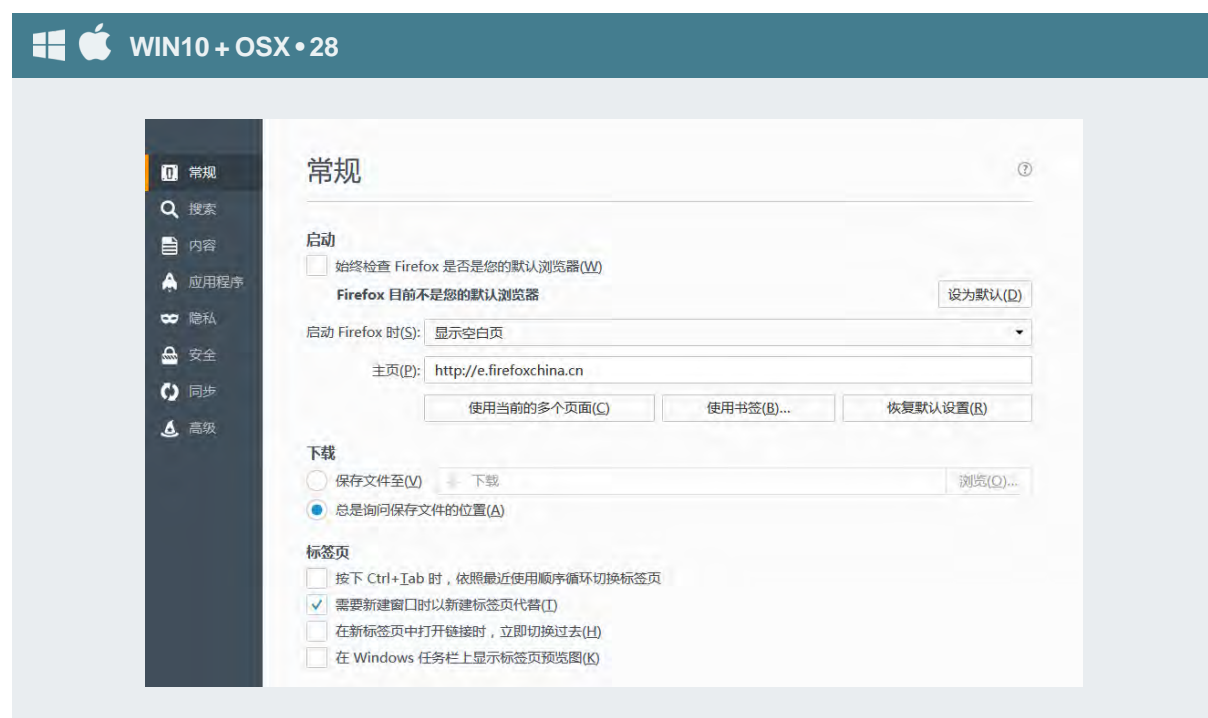 WIN10 + OSX • 28
常规
搜索
内容
应用程序
隐私
安全
同步
高级
常规
?
启动
始终检查 Firefox 是否是您的默认浏览器(W)
Firefox 目前不是您的默认浏览器 设为默认(D)
启动 Firefox 时(S): 显示空白页
主页(P): http://e.firefoxchina.cn
使用当前的多个页面(C) 使用书签(B)... 恢复默认设置(R)
下载
保存文件至(V) 下载 浏览(O)...
总是询问保存文件的位置(A)
标签页
按下 Ctrl+Tab 时，依照最近使用顺序循环切换标签页
需要新建窗口时以新建标签页代替(T)
在新标签页中打开链接时，立即切换过去(H)
在 Windows 任务栏上显示标签页预览图(K)